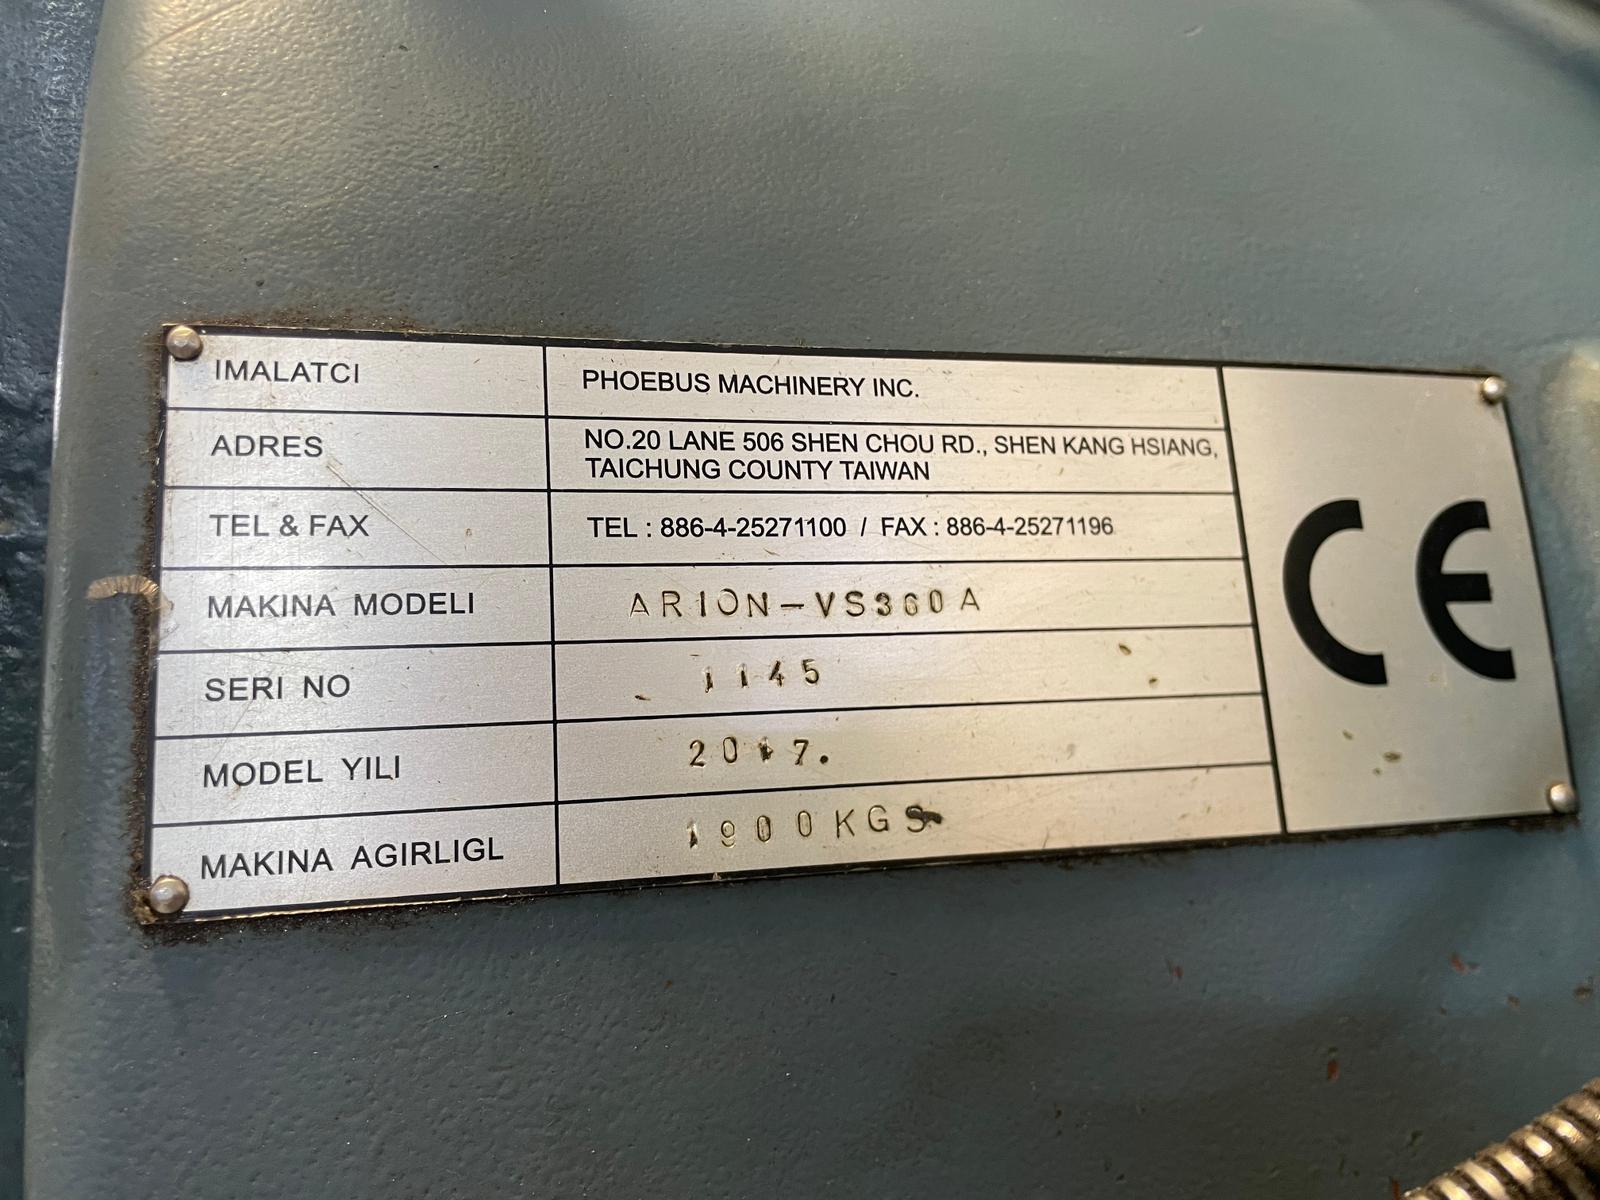 IMALATCI PHOEBUS MACHINERY INC.
ADRES NO.20 LANE 506 SHEN CHOU RD., SHEN KANG HSIANG,
TAICHUNG COUNTY TAIWAN
TEL & FAX TEL : 886-4-25271100 / FAX : 886-4-25271196
MAKINA MODELI AR1ON-VS360A
SERI NO 1145
MODEL YILI 2017.
MAKINA AGIRLIGL 1900KGS
CE